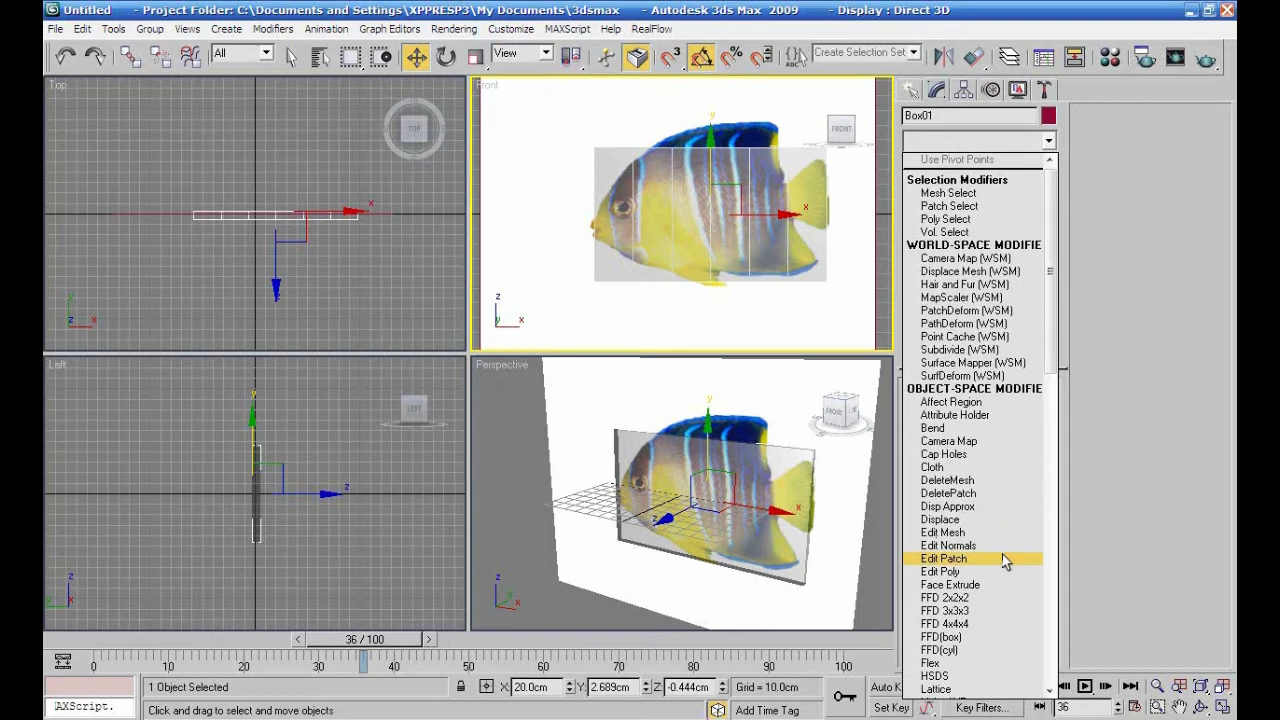 Untitled - Project Folder: C:\Documents and Settings\XPPRESP3\My Documents\3dsmax - Autodesk 3ds Max 2009 - Display : Direct 3D
File Edit Tools Group Views Create Modifiers Animation Graph Editors Rendering Customize MAXScript Help RealFlow
All View 3 % ABC Create Selection Set
Top
TOP
x
y
x
z
Front
FRONT
y
x
z
x
Left
LEFT
y
z
z
x
Perspective
FRONT
y
x
z
z
x
Box01
Use Pivot Points
Selection Modifiers
Mesh Select
Patch Select
Poly Select
Vol. Select
WORLD-SPACE MODIFIE
Camera Map (WSM)
Displace Mesh (WSM)
Hair and Fur (WSM)
MapScaler (WSM)
PatchDeform (WSM)
PathDeform (WSM)
Point Cache (WSM)
Subdivide (WSM)
Surface Mapper (WSM)
SurfDeform (WSM)
OBJECT-SPACE MODIFIE
Affect Region
Attribute Holder
Bend
Camera Map
Cap Holes
Cloth
DeleteMesh
DeletePatch
Disp Approx
Displace
Edit Mesh
Edit Normals
Edit Patch
Edit Poly
Face Extrude
FFD 2x2x2
FFD 3x3x3
FFD 4x4x4
FFD(box)
FFD(cyl)
Flex
HSDS
Lattice
< 36 / 100 >
0 10 20 30 40 50 60 70 80 90 100
1 Object Selected X: 20.0cm Y: 2.689cm Z: -0.444cm Grid = 10.0cm Auto K
AXScript. Click and drag to select and move objects Add Time Tag Set Key Key Filters... 36